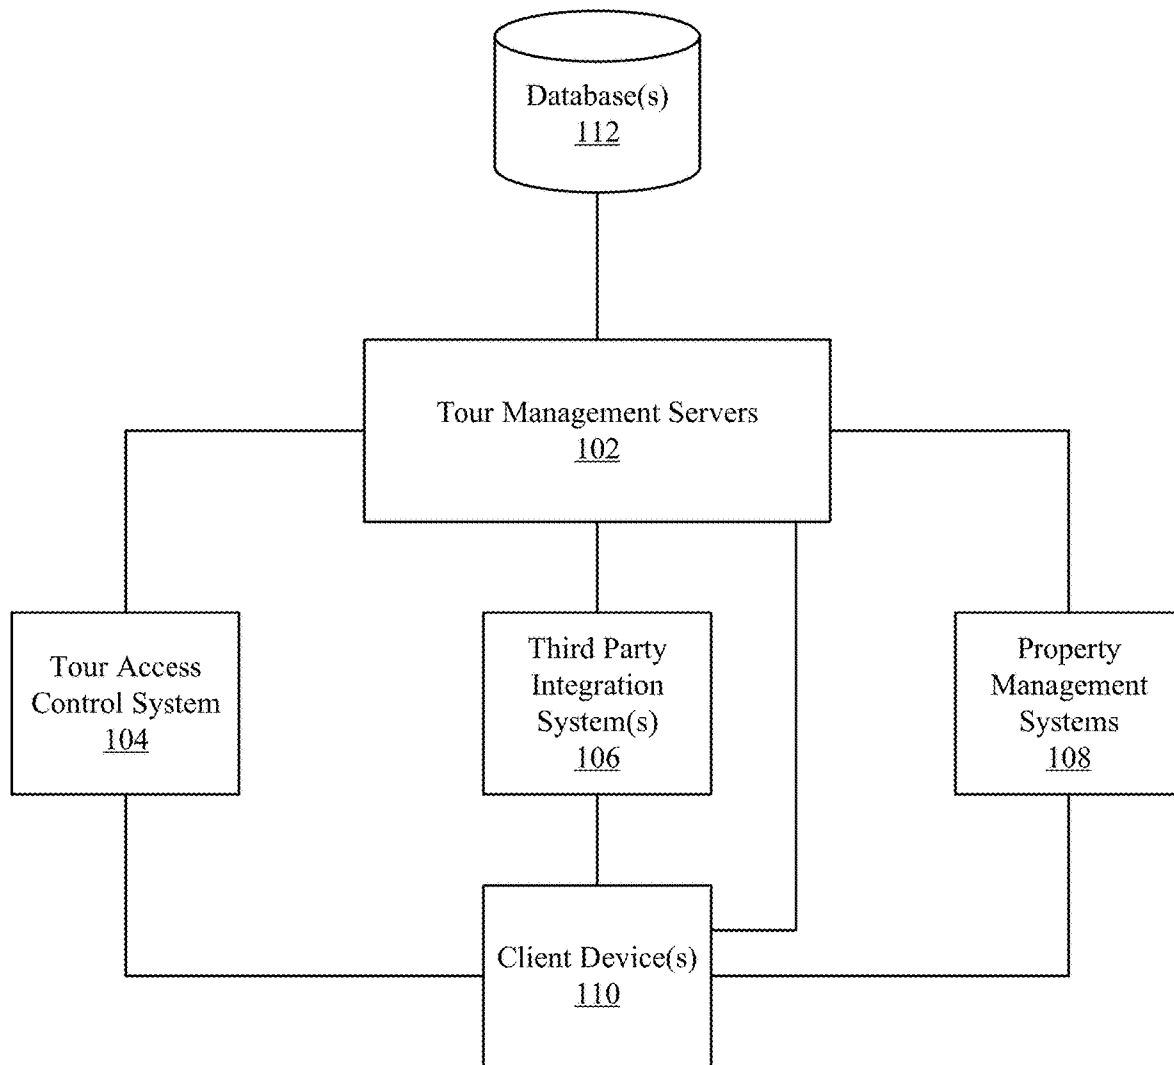 Database(s)
112
Tour Management Servers
102
Tour Access
Control System
104
Third Party
Integration
System(s)
106
Property
Management
Systems
108
Client Device(s)
110